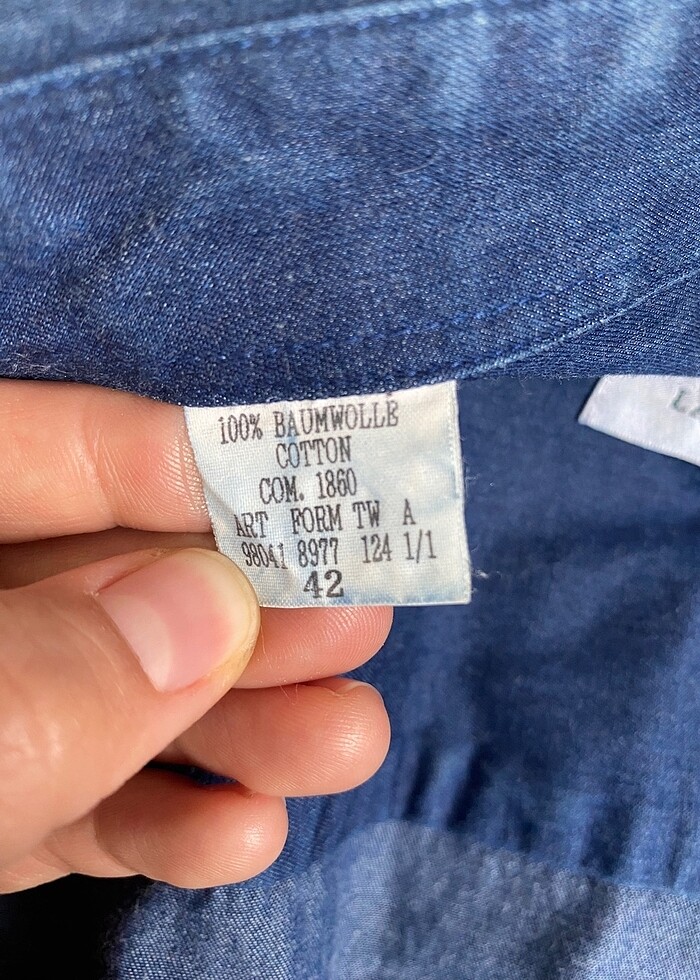 100% BAUMWOLLE
COTTON
COM. 1860
ART FORM TW A
98041 8977 124 1/1
42